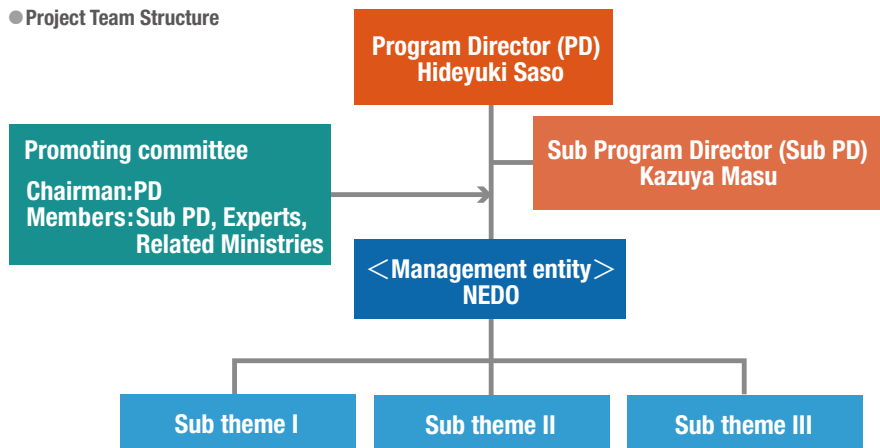 ● Project Team Structure
Program Director (PD)
Hideyuki Saso
Promoting committee
Chairman:PD
Members:Sub PD, Experts,
Related Ministries
Sub Program Director (Sub PD)
Kazuya Masu
＜Management entity＞
NEDO
Sub theme I
Sub theme II
Sub theme III